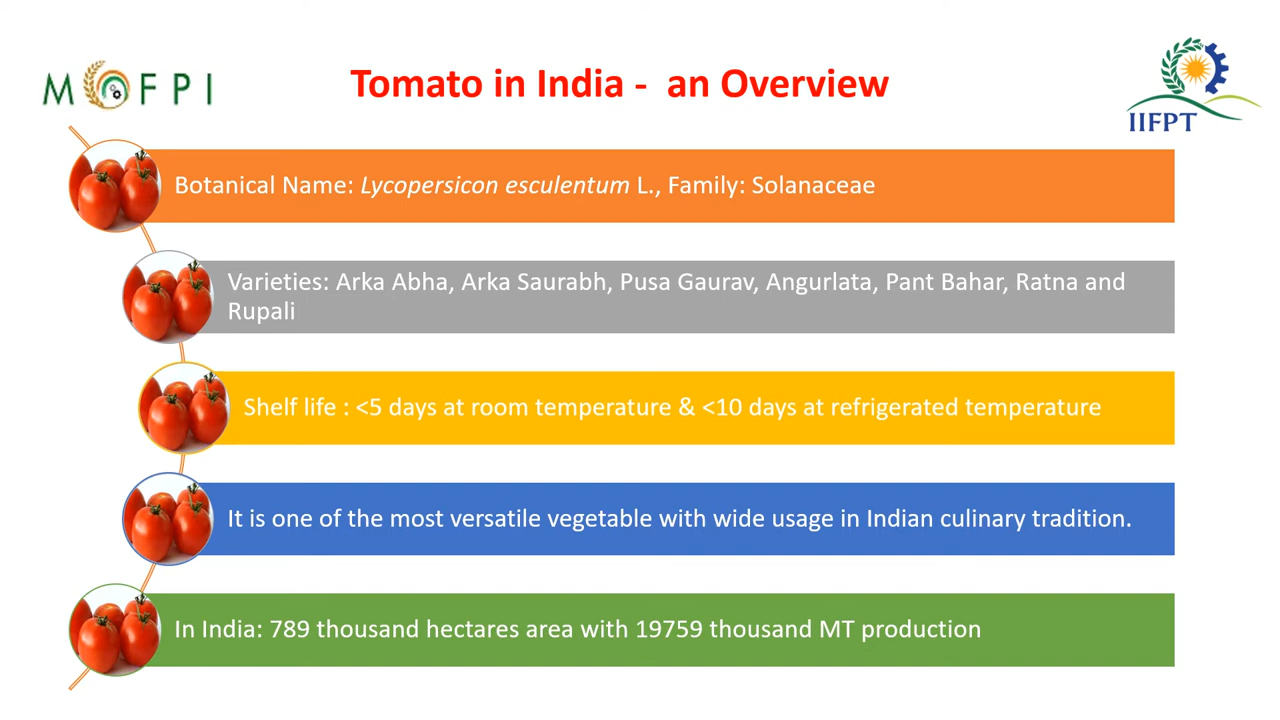 MOFPI
Tomato in India - an Overview
IIFPT
Botanical Name: Lycopersicon esculentum L., Family: Solanaceae
Varieties: Arka Abha, Arka Saurabh, Pusa Gaurav, Angurlata, Pant Bahar, Ratna and
Rupali
Shelf life : <5 days at room temperature & <10 days at refrigerated temperature
It is one of the most versatile vegetable with wide usage in Indian culinary tradition.
In India: 789 thousand hectares area with 19759 thousand MT production